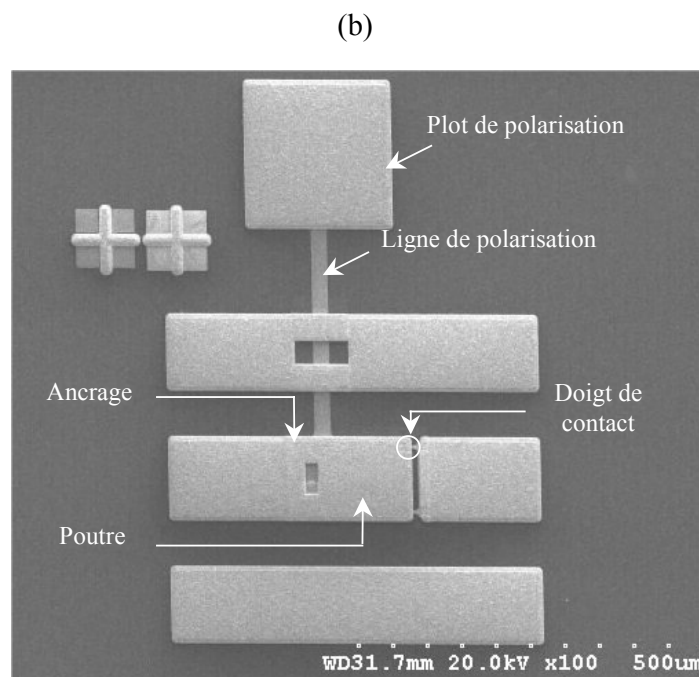 (b)
Plot de polarisation
Ligne de polarisation
Ancrage
Doigt de
contact
Poutre
WD31.7mm 20.0kV x100 500um